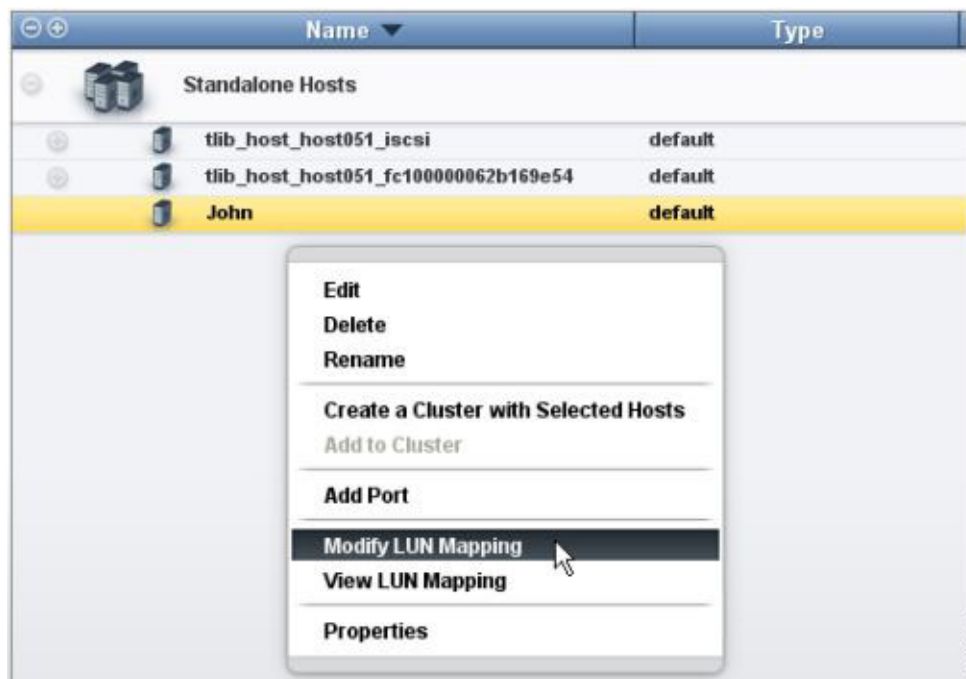 Name Type
Standalone Hosts
tlib_host_host051_iscsi default
tlib_host_host051_fc100000062b169e54 default
John default
Edit
Delete
Rename
Create a Cluster with Selected Hosts
Add to Cluster
Add Port
Modify LUN Mapping
View LUN Mapping
Properties